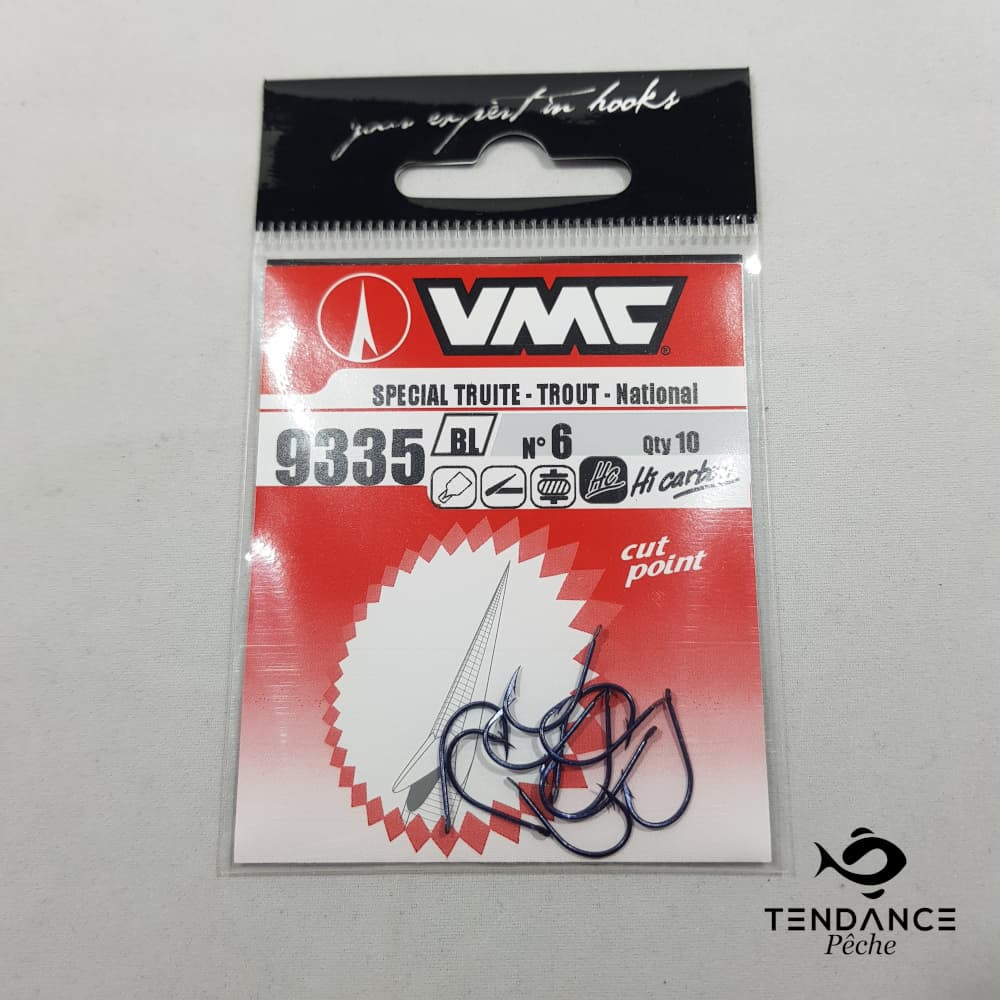 your expert in hooks
VMC®
SPECIAL TRUITE - TROUT - National
9335 BL N° 6 Qty 10
HC Hi carbon
cut
point
TENDANCE
Pêche